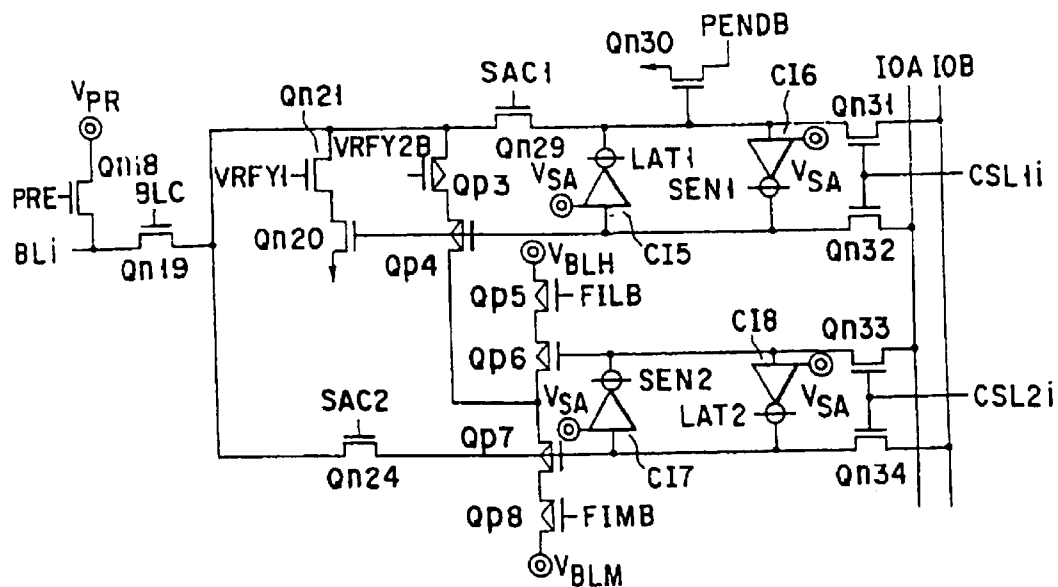 PENDB
Qn30
IOA IOB
SAC1
CI6
Qn31
VPR
Qn21
VRFY2B
Qn29
LAT1
VSA
Qni8
VRFY1
Qp3
VSA
SEN1
CSL1i
PRE
BLC
Qn20
Qp4
CI5
Qn32
BLi
Qn19
VBLH
Qp5
FILB
CI8
Qn33
Qp6
SEN2
VSA
CSL2i
SAC2
VSA
LAT2
Qp7
Qn24
CI7
Qn34
Qp8
FIMB
VBLM